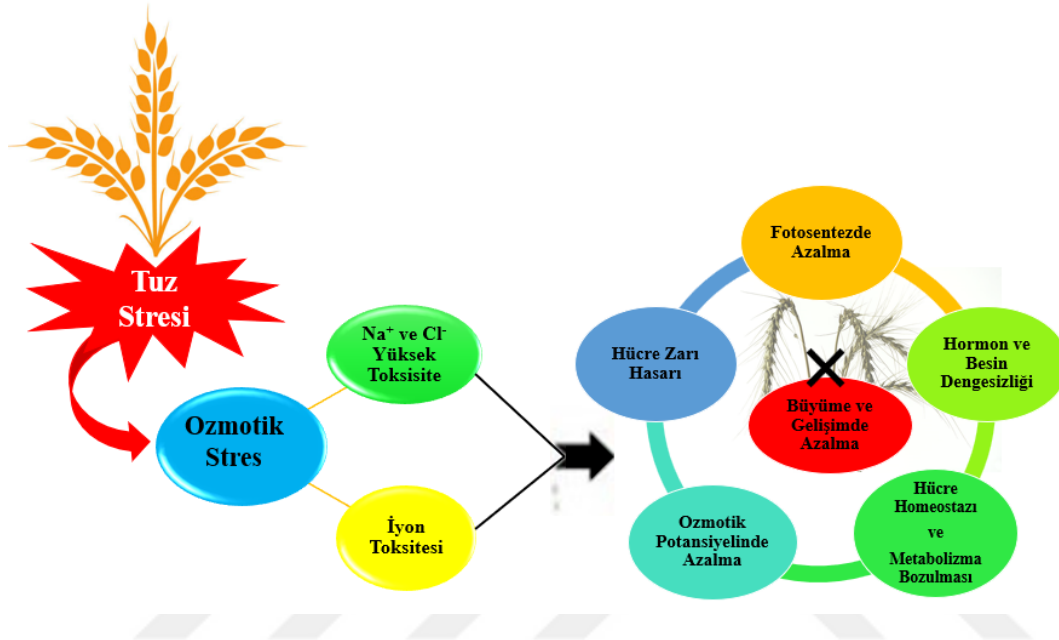 Tuz
Stresi
Ozmotik
Stres
Na⁺ ve Cl⁻
Yüksek
Toksisite
İyon
Toksitesi
Fotosentezde
Azalma
Hücre Zarı
Hasarı
Hormon ve
Besin
Dengesizliği
Büyüme ve
Gelişimde
Azalma
Ozmotik
Potansiyelinde
Azalma
Hücre
Homeostazı
ve
Metabolizma
Bozulması